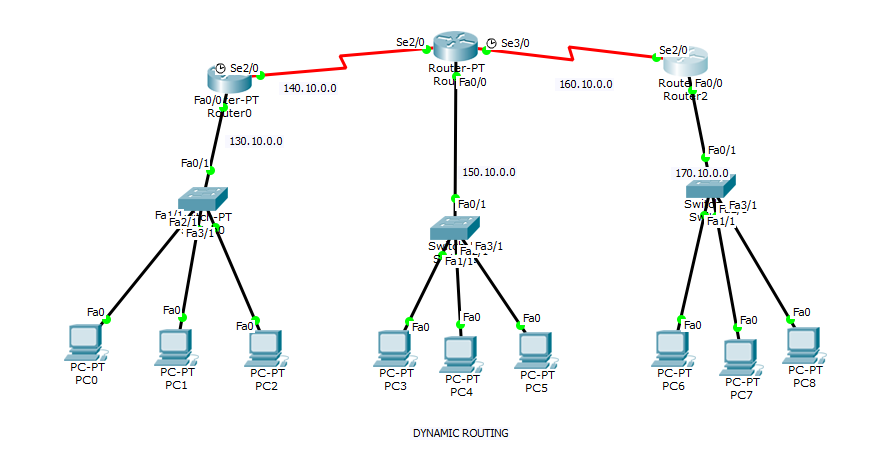 Se2/0
Se3/0
Router-PT
Fa0/0
Se2/0
Se2/0
Fa0/0
Router2
Fa0/0
Router0
140.10.0.0
160.10.0.0
130.10.0.0
Fa0/1
150.10.0.0
Fa0/1
Fa0/1
170.10.0.0
Fa2/1
Fa3/1
Fa3/1
Fa1/1
Fa3/1
Fa1/1
Fa0
Fa0
Fa0
Fa0
Fa0
Fa0
Fa0
Fa0
Fa0
PC-PT
PC0
PC-PT
PC1
PC-PT
PC2
PC-PT
PC3
PC-PT
PC4
PC-PT
PC5
PC-PT
PC6
PC-PT
PC7
PC-PT
PC8
DYNAMIC ROUTING